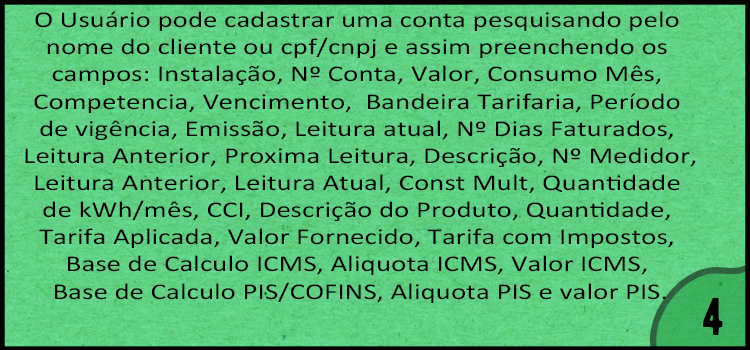 O Usuário pode cadastrar uma conta pesquisando pelo
nome do cliente ou cpf/cnpj e assim preenchendo os
campos: Instalação, Nº Conta, Valor, Consumo Mês,
Competencia, Vencimento, Bandeira Tarifaria, Período
de vigência, Emissão, Leitura atual, Nº Dias Faturados,
Leitura Anterior, Proxima Leitura, Descrição, Nº Medidor,
Leitura Anterior, Leitura Atual, Const Mult, Quantidade
de kWh/mês, CCI, Descrição do Produto, Quantidade,
Tarifa Aplicada, Valor Fornecido, Tarifa com Impostos,
Base de Calculo ICMS, Aliquota ICMS, Valor ICMS,
Base de Calculo PIS/COFINS, Aliquota PIS e valor PIS.
4